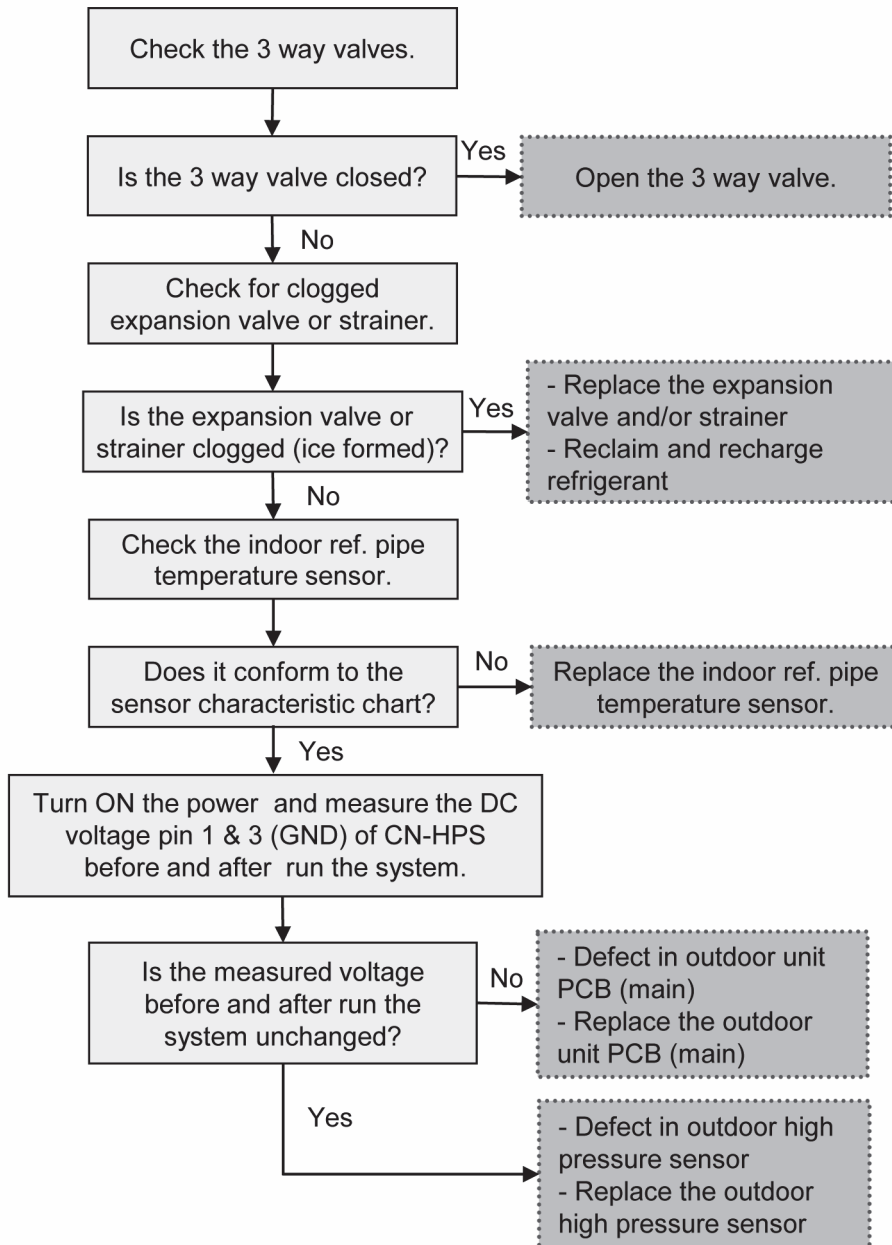 Check the 3 way valves.
Is the 3 way valve closed?
Yes
Open the 3 way valve.
No
Check for clogged
expansion valve or strainer.
Is the expansion valve or
strainer clogged (ice formed)?
Yes
- Replace the expansion
valve and/or strainer
- Reclaim and recharge
refrigerant
No
Check the indoor ref. pipe
temperature sensor.
Does it conform to the
sensor characteristic chart?
No
Replace the indoor ref. pipe
temperature sensor.
Yes
Turn ON the power and measure the DC
voltage pin 1 & 3 (GND) of CN-HPS
before and after run the system.
Is the measured voltage
before and after run the
system unchanged?
No
- Defect in outdoor unit
PCB (main)
- Replace the outdoor
unit PCB (main)
Yes
- Defect in outdoor high
pressure sensor
- Replace the outdoor
high pressure sensor